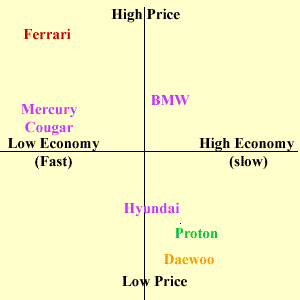 High Price
Ferrari
BMW
Mercury
Cougar
Low Economy
(Fast)
High Economy
(slow)
Hyundai
Proton
Daewoo
Low Price